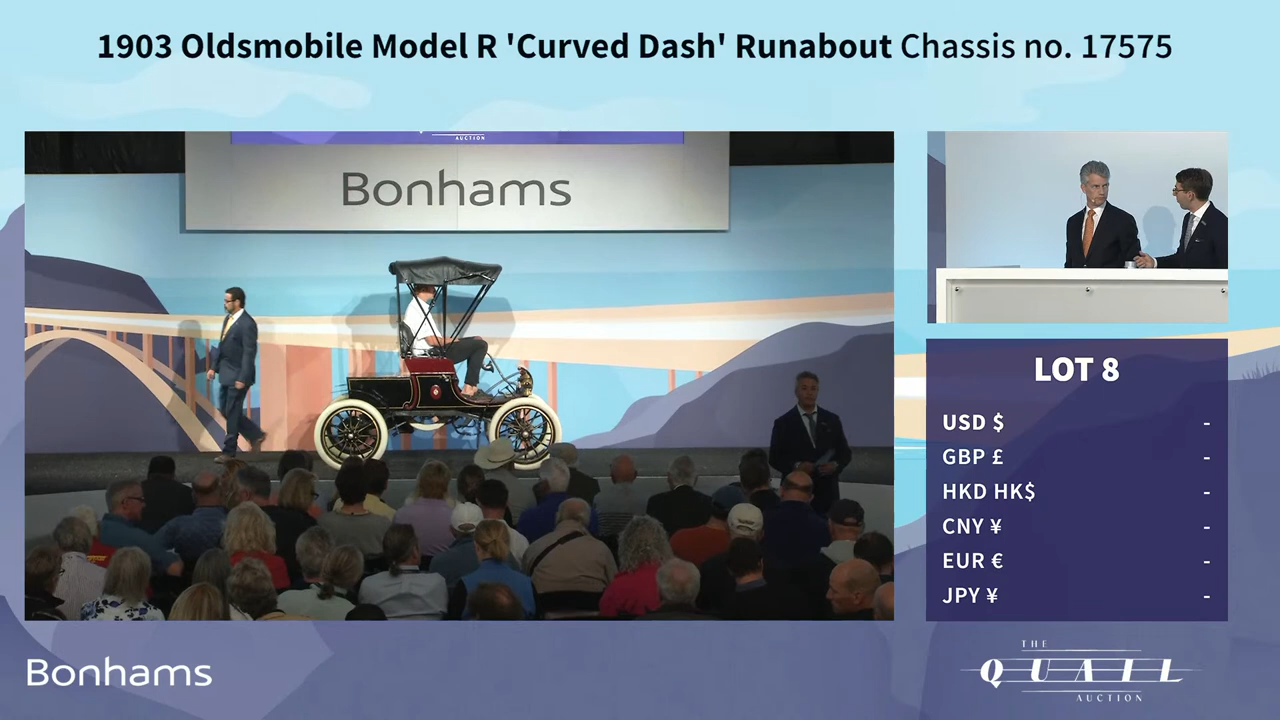 1903 Oldsmobile Model R 'Curved Dash' Runabout Chassis no. 17575
AUCTION
Bonhams
LOT 8
USD $ -
GBP £ -
HKD HK$ -
CNY ¥ -
EUR € -
JPY ¥ -
Bonhams
THE
QUAIL
AUCTION